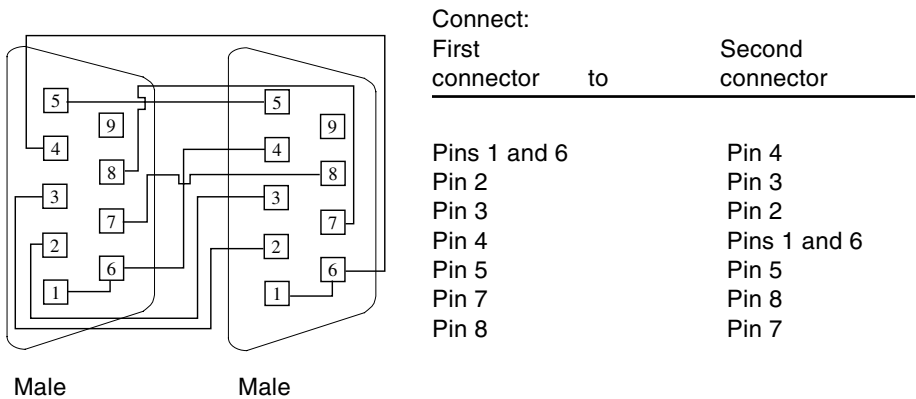 5
9
4
8
3
7
2
6
1
5
9
4
8
3
7
2
6
1
Male Male
Connect:
First Second
connector to connector
Pins 1 and 6 Pin 4
Pin 2 Pin 3
Pin 3 Pin 2
Pin 4 Pins 1 and 6
Pin 5 Pin 5
Pin 7 Pin 8
Pin 8 Pin 7